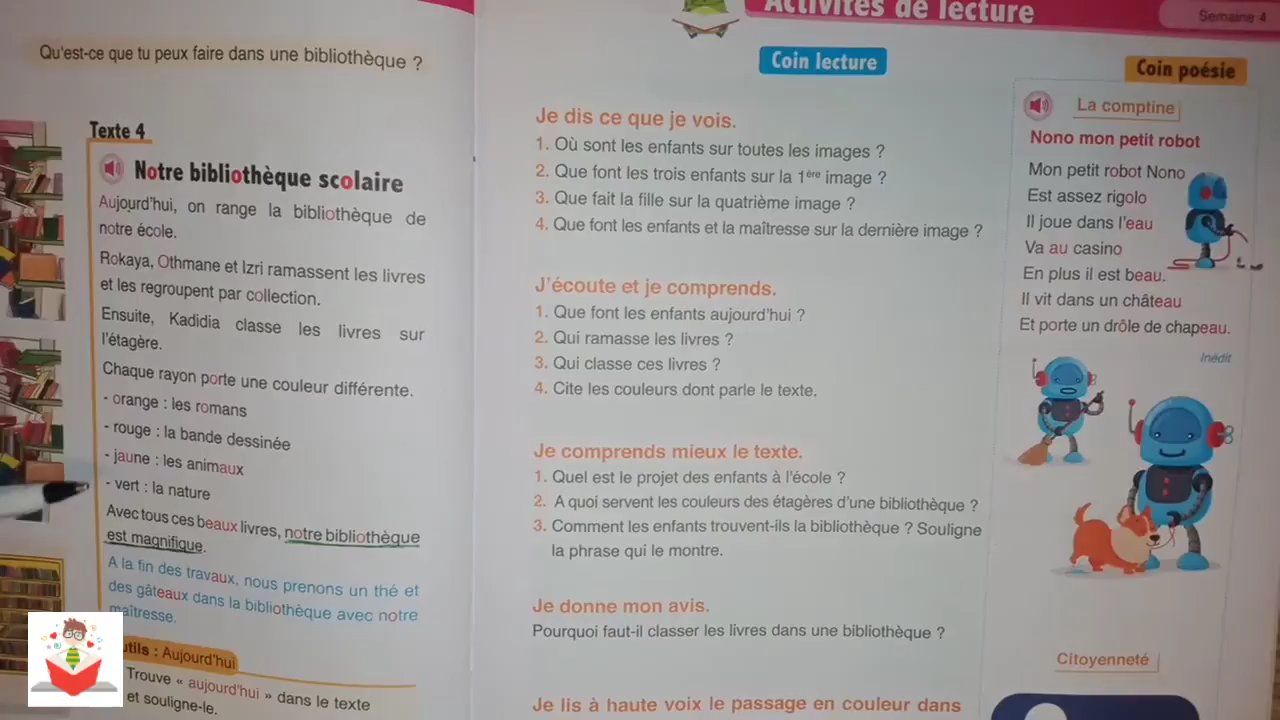 Qu'est-ce que tu peux faire dans une bibliothèque ?
Texte 4
Notre bibliothèque scolaire
Aujourd'hui, on range la bibliothèque de
notre école.
Rokaya, Othmane et Izri ramassent les livres
et les regroupent par collection.
Ensuite, Kadidia classe les livres sur
l'étagère.
Chaque rayon porte une couleur différente.
- orange : les romans
- rouge : la bande dessinée
- jaune : les animaux
- vert : la nature
Avec tous ces beaux livres, notre bibliothèque
est magnifique.
A la fin des travaux, nous prenons un thé et
des gâteaux dans la bibliothèque avec notre
maîtresse.
: Aujourd'hui
Trouve « aujourd'hui » dans le texte
et souligne-le.
Activités de lecture
Semaine 4
Coin lecture
Je dis ce que je vois.
1. Où sont les enfants sur toutes les images ?
2. Que font les trois enfants sur la 1ère image ?
3. Que fait la fille sur la quatrième image ?
4. Que font les enfants et la maîtresse sur la dernière image ?
J'écoute et je comprends.
1. Que font les enfants aujourd'hui ?
2. Qui ramasse les livres ?
3. Qui classe ces livres ?
4. Cite les couleurs dont parle le texte.
Je comprends mieux le texte.
1. Quel est le projet des enfants à l'école ?
2. A quoi servent les couleurs des étagères d'une bibliothèque ?
3. Comment les enfants trouvent-ils la bibliothèque ? Souligne
la phrase qui le montre.
Je donne mon avis.
Pourquoi faut-il classer les livres dans une bibliothèque ?
Je lis à haute voix le passage en couleur dans
Coin poésie
La comptine
Nono mon petit robot
Mon petit robot Nono
Est assez rigolo
Il joue dans l'eau
Va au casino
En plus il est beau.
Il vit dans un château
Et porte un drôle de chapeau.
Inédit
Citoyenneté